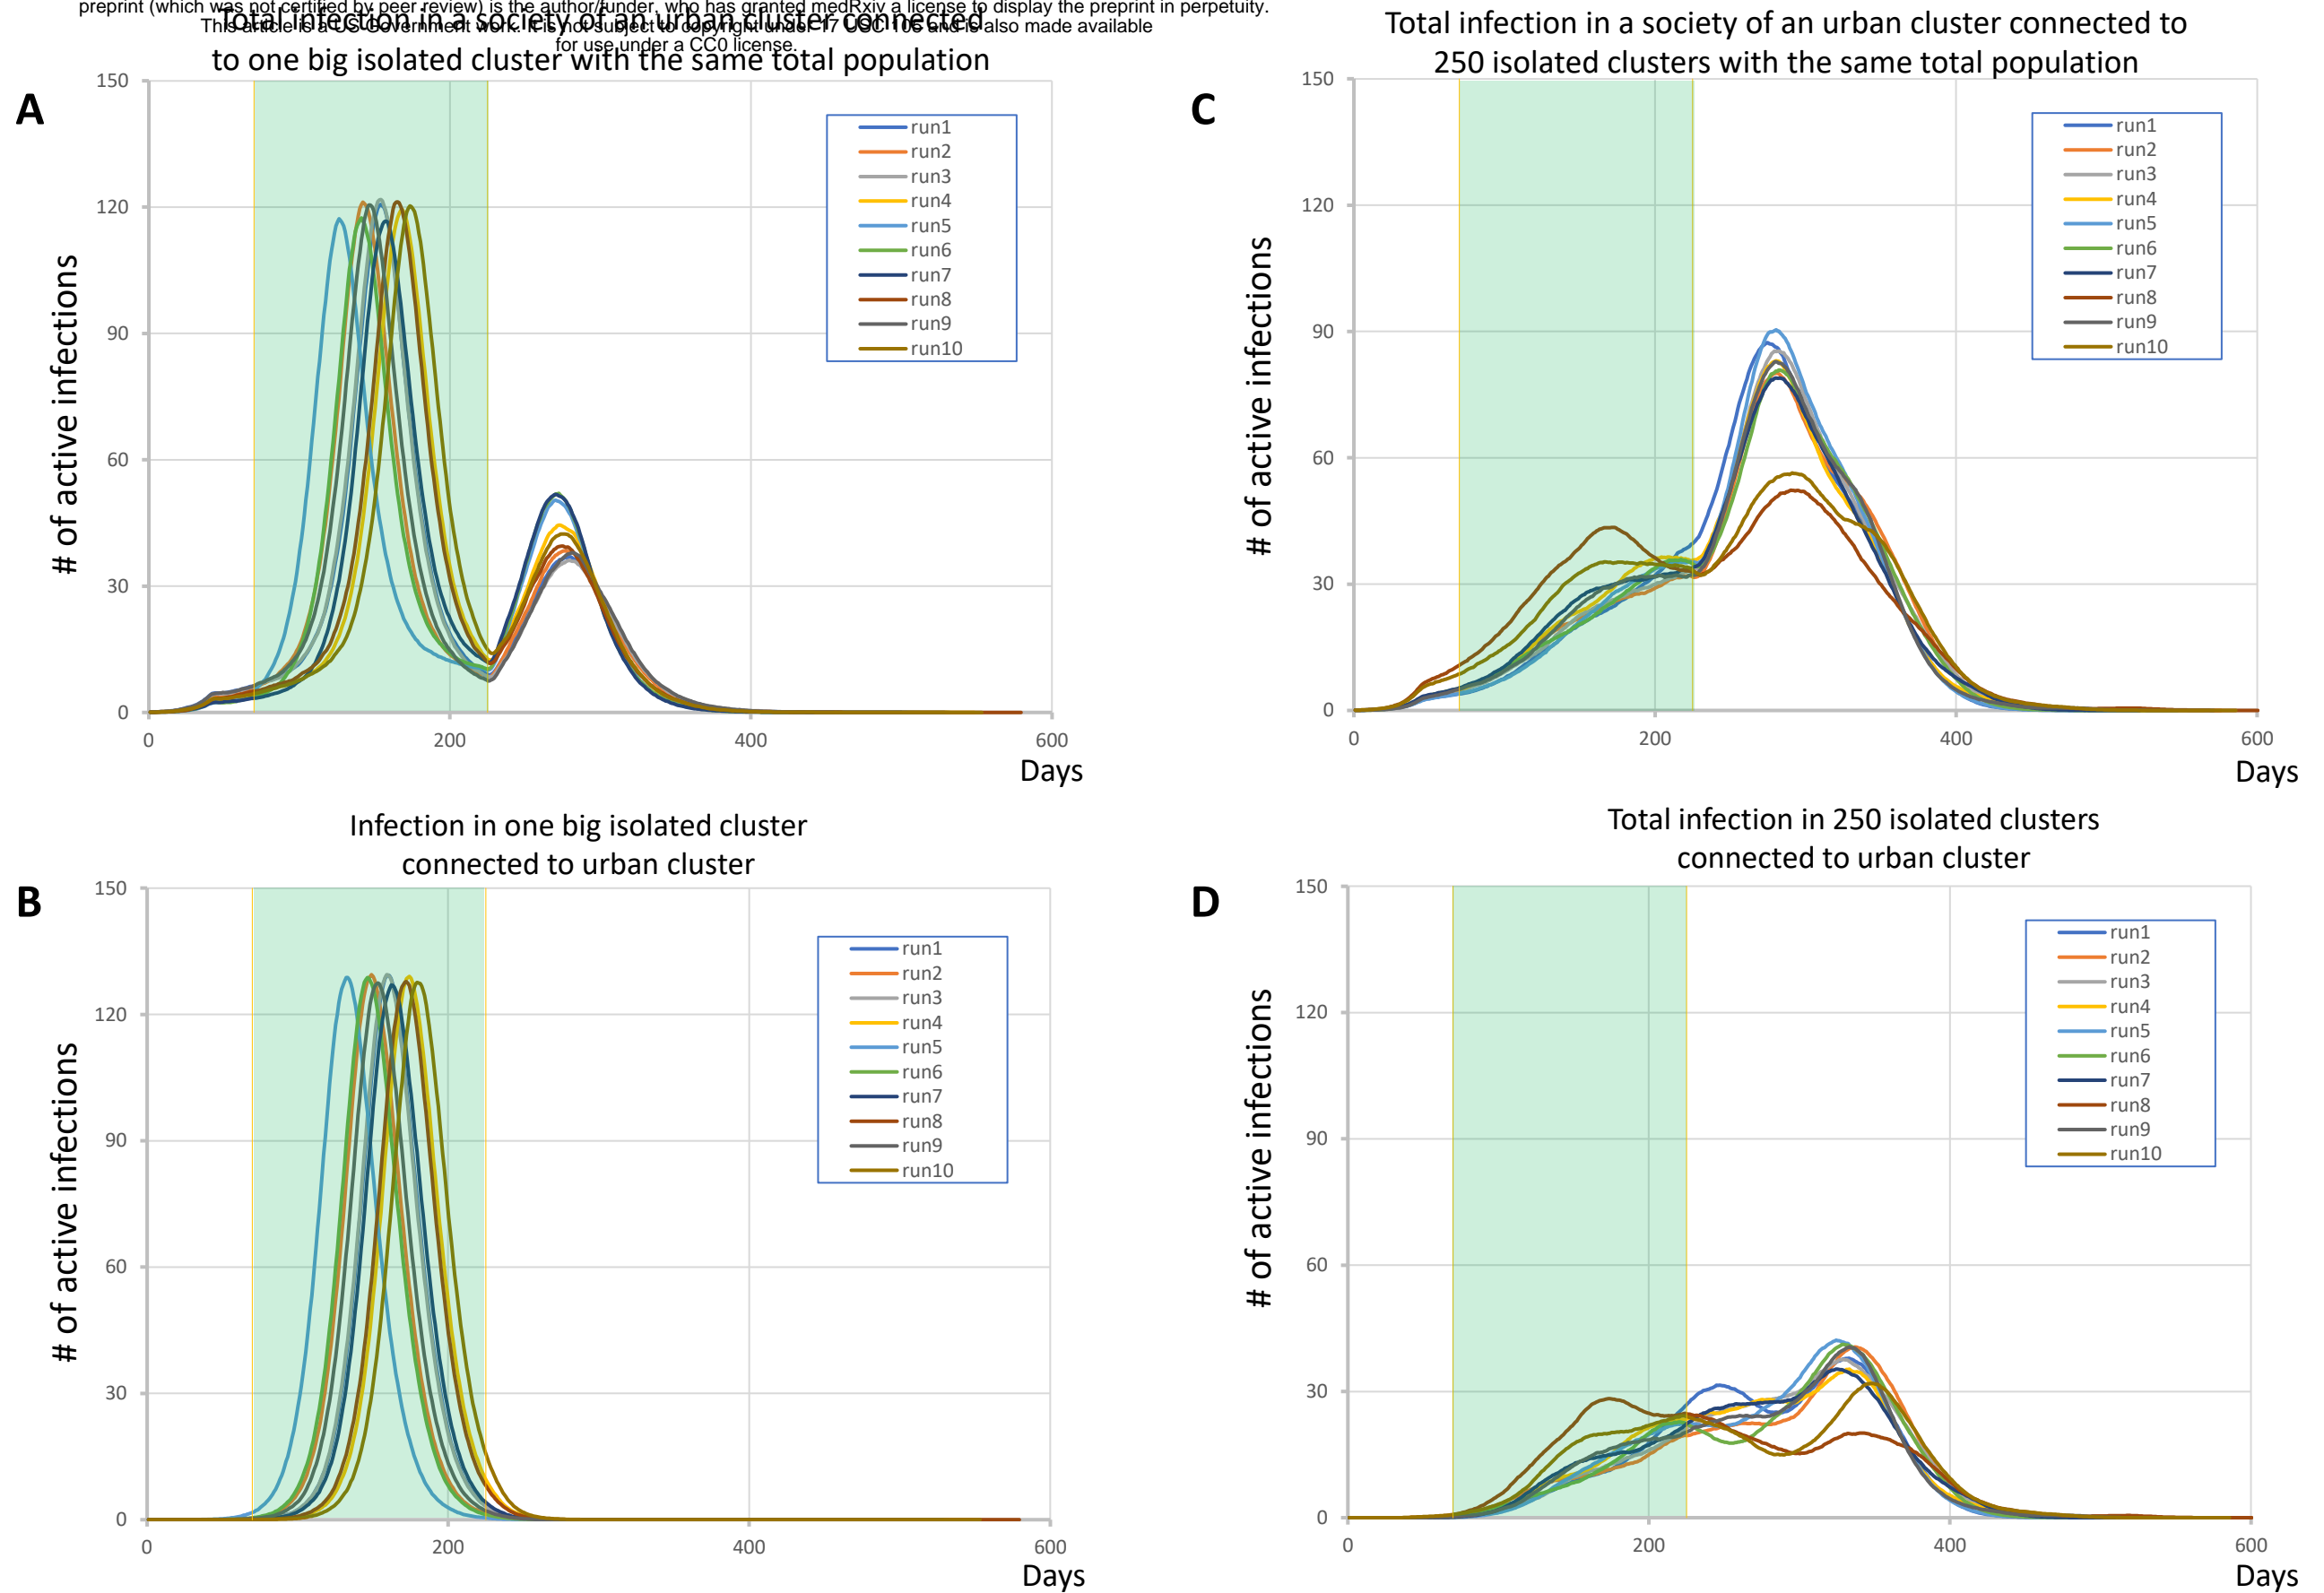 preprint (which was not certified by peer review) is the author/funder, who has granted medRxiv a license to display the preprint in perpetuity.
This article is a US Government work. It is not subject to copyright under 17 USC 105 and is also made available
for use under a CC0 license.
Total infection in a society of an urban cluster connected
to one big isolated cluster with the same total population
A
# of active infections
150
120
90
60
30
0
0 200 400 600
Days
run1
run2
run3
run4
run5
run6
run7
run8
run9
run10
Total infection in a society of an urban cluster connected to
250 isolated clusters with the same total population
C
# of active infections
150
120
90
60
30
0
0 200 400 600
Days
run1
run2
run3
run4
run5
run6
run7
run8
run9
run10
Infection in one big isolated cluster
connected to urban cluster
B
# of active infections
150
120
90
60
30
0
0 200 400 600
Days
run1
run2
run3
run4
run5
run6
run7
run8
run9
run10
Total infection in 250 isolated clusters
connected to urban cluster
D
# of active infections
150
120
90
60
30
0
0 200 400 600
Days
run1
run2
run3
run4
run5
run6
run7
run8
run9
run10